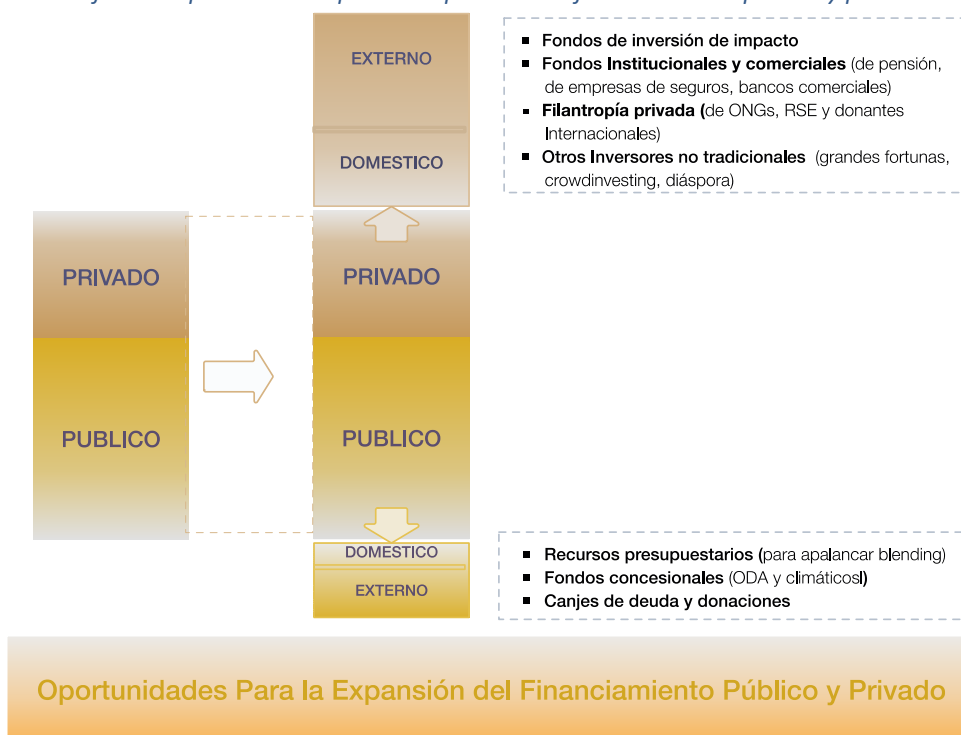 EXTERNO
DOMESTICO
▪ Fondos de inversión de impacto
▪ Fondos Institucionales y comerciales (de pensión,
de empresas de seguros, bancos comerciales)
▪ Filantropía privada (de ONGs, RSE y donantes
Internacionales)
▪ Otros Inversores no tradicionales (grandes fortunas,
crowdinvesting, diáspora)
PRIVADO
PUBLICO
PRIVADO
PUBLICO
DOMESTICO
EXTERNO
▪ Recursos presupuestarios (para apalancar blending)
▪ Fondos concesionales (ODA y climáticosl)
▪ Canjes de deuda y donaciones
Oportunidades Para la Expansión del Financiamiento Público y Privado